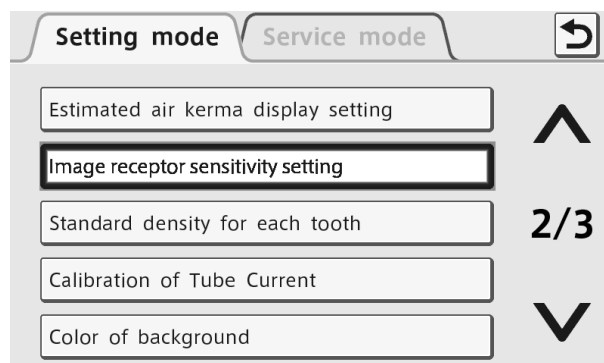 Setting mode Service mode
Estimated air kerma display setting
Image receptor sensitivity setting
Standard density for each tooth
2/3
Calibration of Tube Current
Color of background